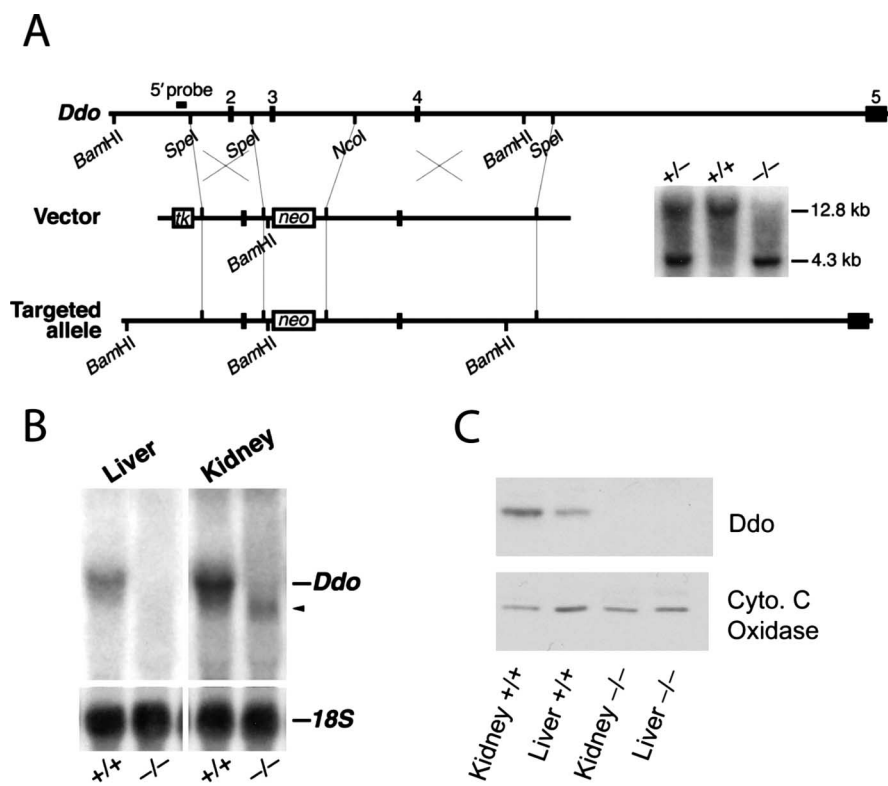 A
5' probe 2 3 4 5
Ddo
BamHI SpeI SpeI NcoI BamHI SpeI
+/− +/+ −/−
12.8 kb
4.3 kb
Vector tk neo
BamHI
Targeted
allele neo
BamHI BamHI BamHI
B
Liver Kidney
Ddo
18S
+/+ −/− +/+ −/−
C
Ddo
Cyto. C
Oxidase
Kidney +/+ Liver +/+ Kidney −/− Liver −/−